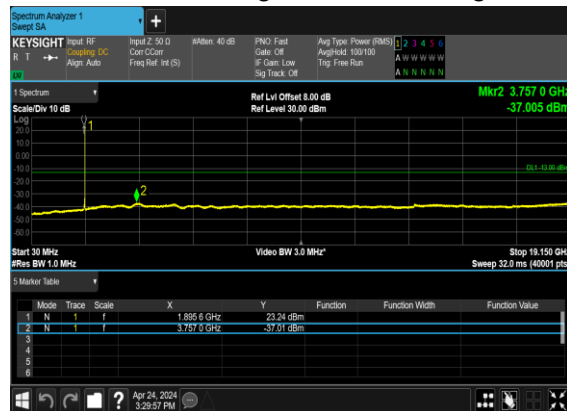 Spectrum Analyzer 1
Swept SA
KEYSIGHT Input: RF Input Z: 50 Ω #Atten: 40 dB PNO: Fast Avg Type: Power (RMS) 1 2 3 4 5 6
R T Coupling: DC Corr CCorr Gate: Off Avg|Hold: 100/100 A W W W W W
Align: Auto Freq Ref: Int (S) IF Gain: Low Trig: Free Run
Sig Track: Off A N N N N N
1 Spectrum Ref Lvl Offset 8.00 dB Mkr2 3.757 0 GHz
Scale/Div 10 dB Ref Level 30.00 dBm -37.005 dBm
Log
20.0
10.0
0.00
-10.0
-20.0
-30.0
-40.0
-50.0
-60.0
1
2
DL1 -13.00 dBm
Start 30 MHz Video BW 3.0 MHz* Stop 19.150 GHz
#Res BW 1.0 MHz Sweep 32.0 ms (40001 pts)
5 Marker Table
Mode Trace Scale X Y Function Function Width Function Value
1 N 1 f 1.895 6 GHz 23.24 dBm
2 N 1 f 3.757 0 GHz -37.01 dBm
3
4
5
6
? Apr 24, 2024
3:29:57 PM